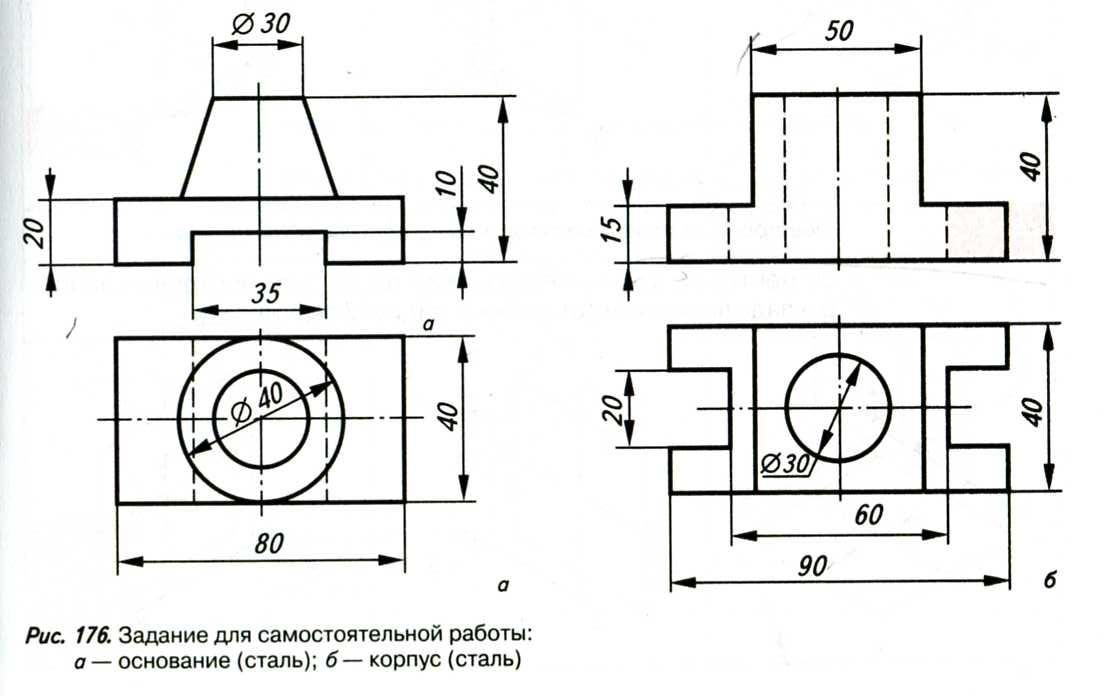 Ø 30
20
10
40
35
а
Ø 40
40
80
а
50
15
40
20
Ø30
40
60
90
б
Рис. 176. Задание для самостоятельной работы:
а — основание (сталь); б — корпус (сталь)